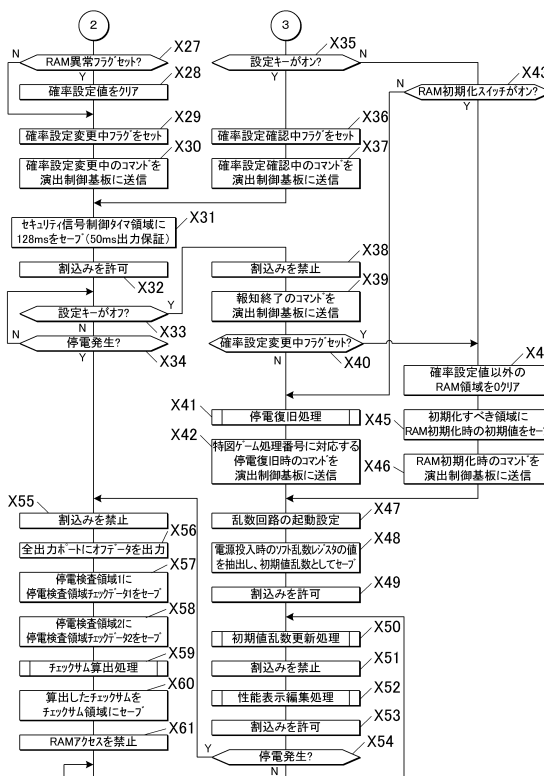 2
X27
N
RAM異常フラグセット?
Y
X28
確率設定値をクリア
X29
確率設定変更中フラグをセット
X30
確率設定変更中のコマンドを
演出制御基板に送信
X31
セキュリティ信号制御タイマ領域に
128msをセーブ(50ms出力保証)
割込みを許可
X32
設定キーがオフ?
Y
X33
N
N
停電発生?
X34
Y
3
X35
設定キーがオン?
N
Y
X36
確率設定確認中フラグをセット
X37
確率設定確認中のコマンドを
演出制御基板に送信
X38
割込みを禁止
X39
報知終了のコマンドを
演出制御基板に送信
確率設定変更中フラグセット?
Y
X40
N
X41
停電復旧処理
X42
特図ゲーム処理番号に対応する
停電復旧時のコマンドを
演出制御基板に送信
X43
N
RAM初期化スイッチがオン?
Y
X4
確率設定値以外の
RAM領域を0クリア
X45
初期化すべき領域に
RAM初期化時の初期値をセーブ
X46
RAM初期化時のコマンドを
演出制御基板に送信
X47
乱数回路の起動設定
X48
電源投入時のソフト乱数レジスタの値
を抽出し、初期値乱数としてセーブ
X49
割込みを許可
X50
初期値乱数更新処理
X51
割込みを禁止
X52
性能表示編集処理
X53
割込みを許可
X54
Y
停電発生?
N
X55
割込みを禁止
X56
全出力ポートにオフデータを出力
X57
停電検査領域1に
停電検査領域チェックデータ1をセーブ
X58
停電検査領域2に
停電検査領域チェックデータ2をセーブ
X59
チェックサム算出処理
X60
算出したチェックサムを
チェックサム領域にセーブ
X61
RAMアクセスを禁止